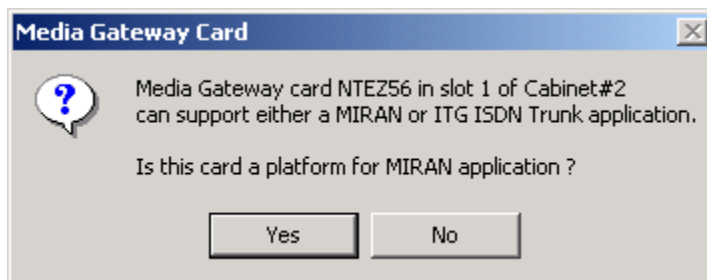 Media Gateway Card
Media Gateway card NTEZ56 in slot 1 of Cabinet#2
can support either a MIRAN or ITG ISDN Trunk application.
Is this card a platform for MIRAN application ?
Yes
No